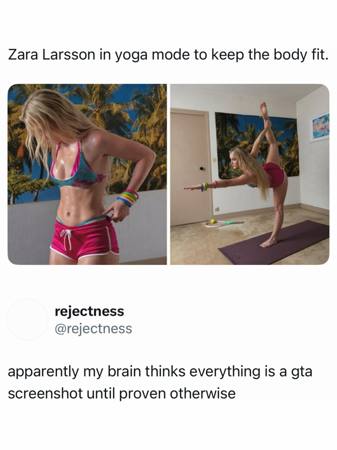 Zara Larsson in yoga mode to keep the body fit.
rejectness
@rejectness
apparently my brain thinks everything is a gta
screenshot until proven otherwise